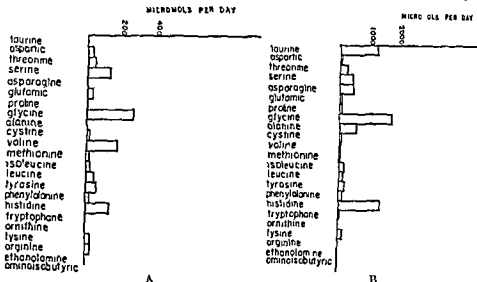 MICROMOLS PER DAY
200
0
taurine
aspartic
threonine
serine
asparagine
glutamic
proline
glycine
alanine
cystine
valine
methionine
isoleucine
leucine
tyrosine
phenylalanine
histidine
tryptophane
ornithine
lysine
arginine
ethanolamine
aminoisobutyric
A
MICRO MOLS PER DAY
1000
2000
taurine
aspartic
threonine
serine
asparagine
glutamic
proline
glycine
alanine
cystine
valine
methionine
isoleucine
leucine
tyrosine
phenylalanine
histidine
tryptophane
ornithine
lysine
arginine
ethanolamine
aminoisobutyric
B